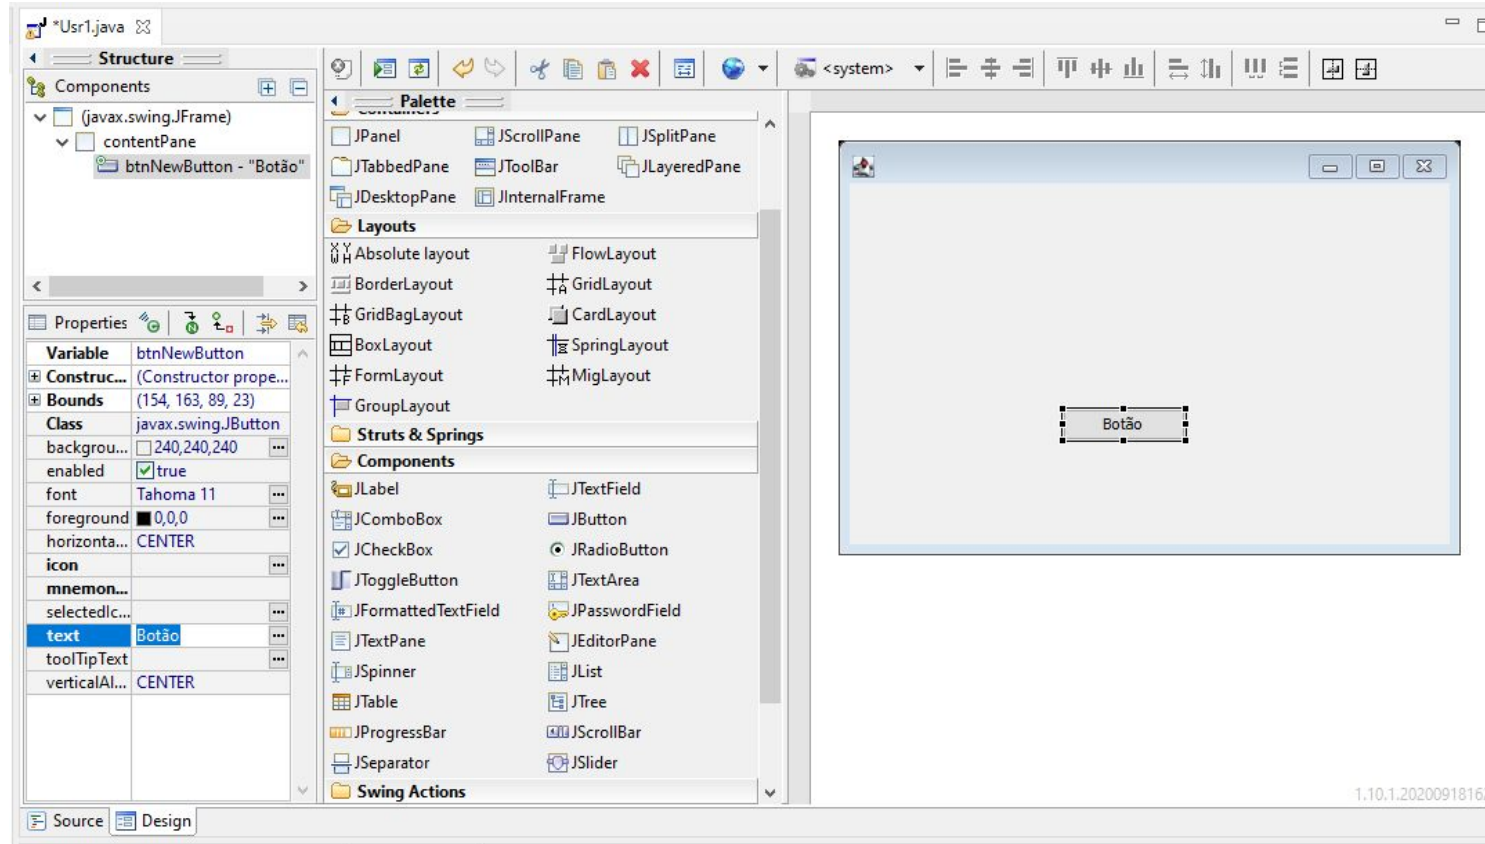 *Usr1.java
Structure
Components
(javax.swing.JFrame)
contentPane
btnNewButton - "Botão"
Properties
Variable btnNewButton
Construc... (Constructor prope...
Bounds (154, 163, 89, 23)
Class javax.swing.JButton
backgrou... 240,240,240 ...
enabled true
font Tahoma 11 ...
foreground 0,0,0 ...
horizonta... CENTER
icon ...
mnemon...
selectedIc... ...
text Botão ...
toolTipText ...
verticalAl... CENTER
Source Design
<system>
Palette
Containers
JPanel JScrollPane JSplitPane
JTabbedPane JToolBar JLayeredPane
JDesktopPane JInternalFrame
Layouts
Absolute layout FlowLayout
BorderLayout GridLayout
GridBagLayout CardLayout
BoxLayout SpringLayout
FormLayout MigLayout
GroupLayout
Struts & Springs
Components
JLabel JTextField
JComboBox JButton
JCheckBox JRadioButton
JToggleButton JTextArea
JFormattedTextField JPasswordField
JTextPane JEditorPane
JSpinner JList
JTable JTree
JProgressBar JScrollBar
JSeparator JSlider
Swing Actions
Botão
1.10.1.2020091816